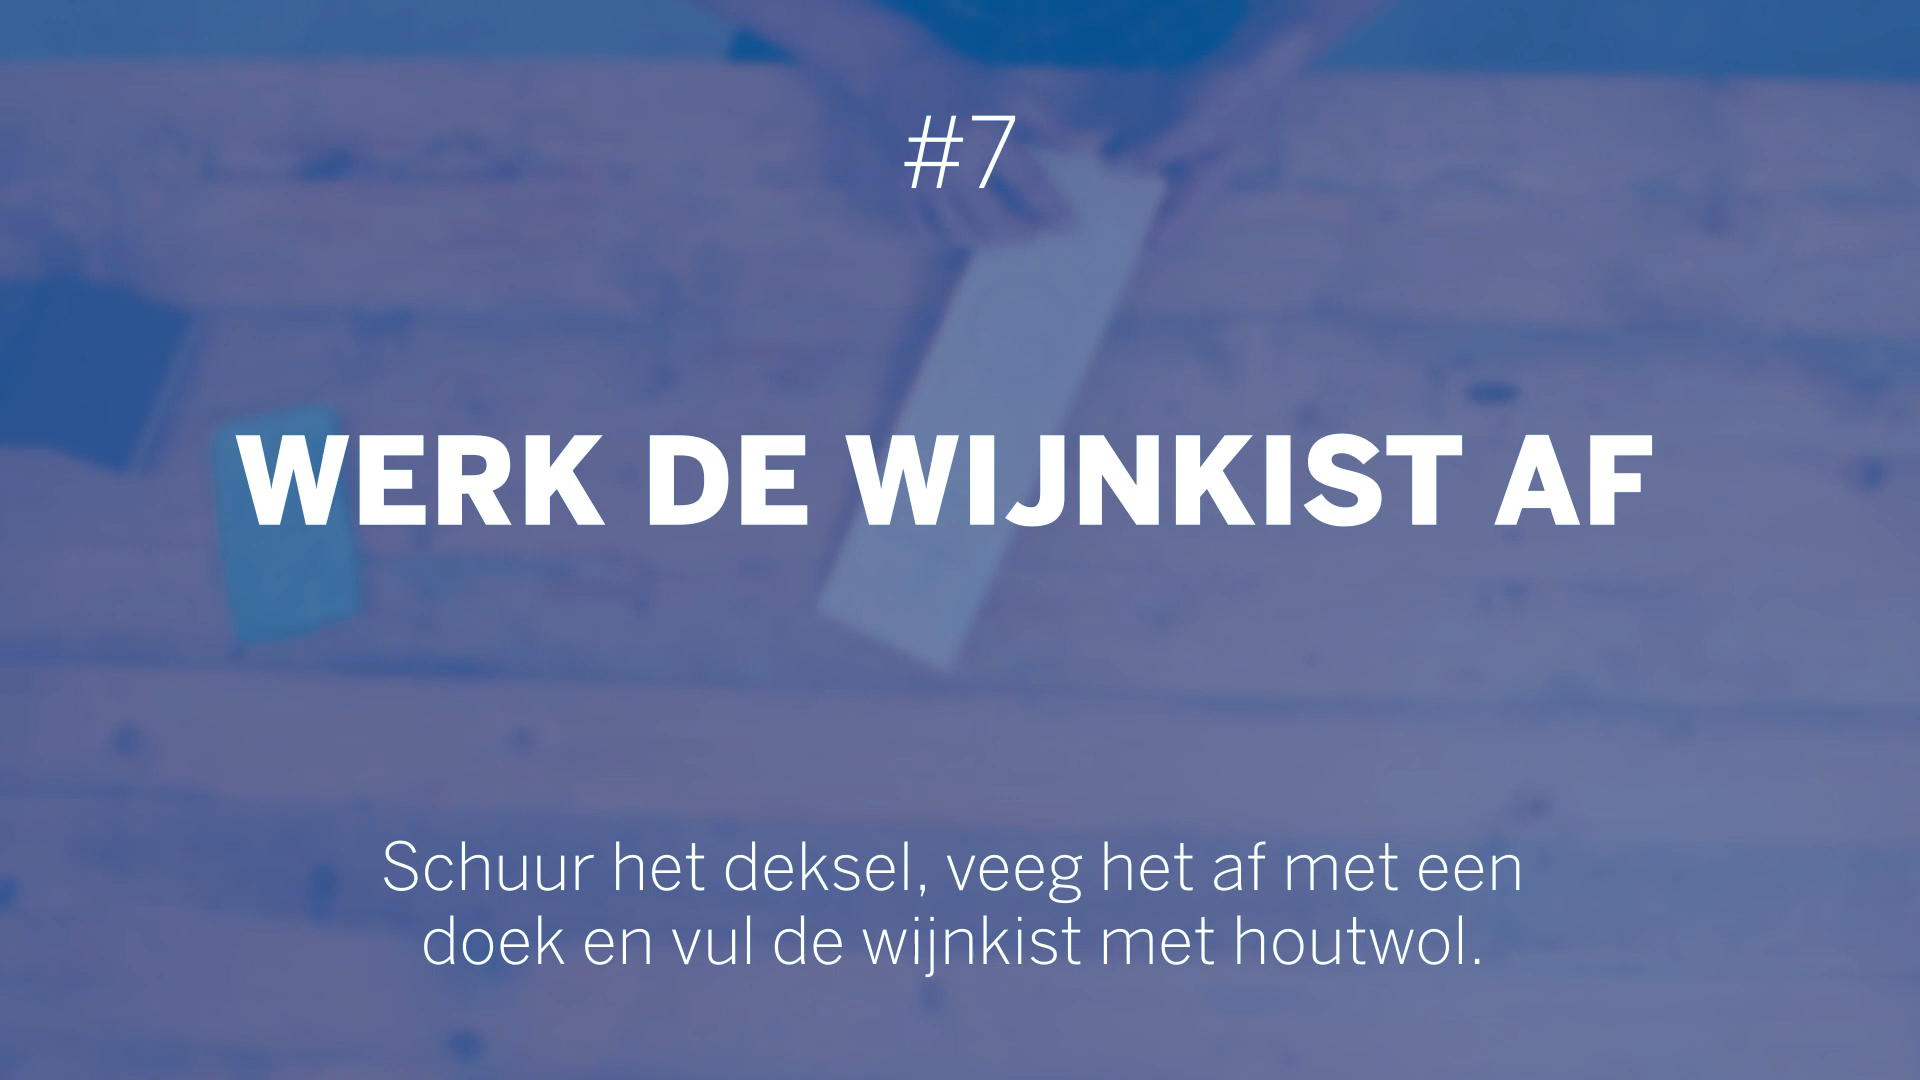 #7
WERK DE WIJNKIST AF
Schuur het deksel, veeg het af met een
doek en vul de wijnkist met houtwol.